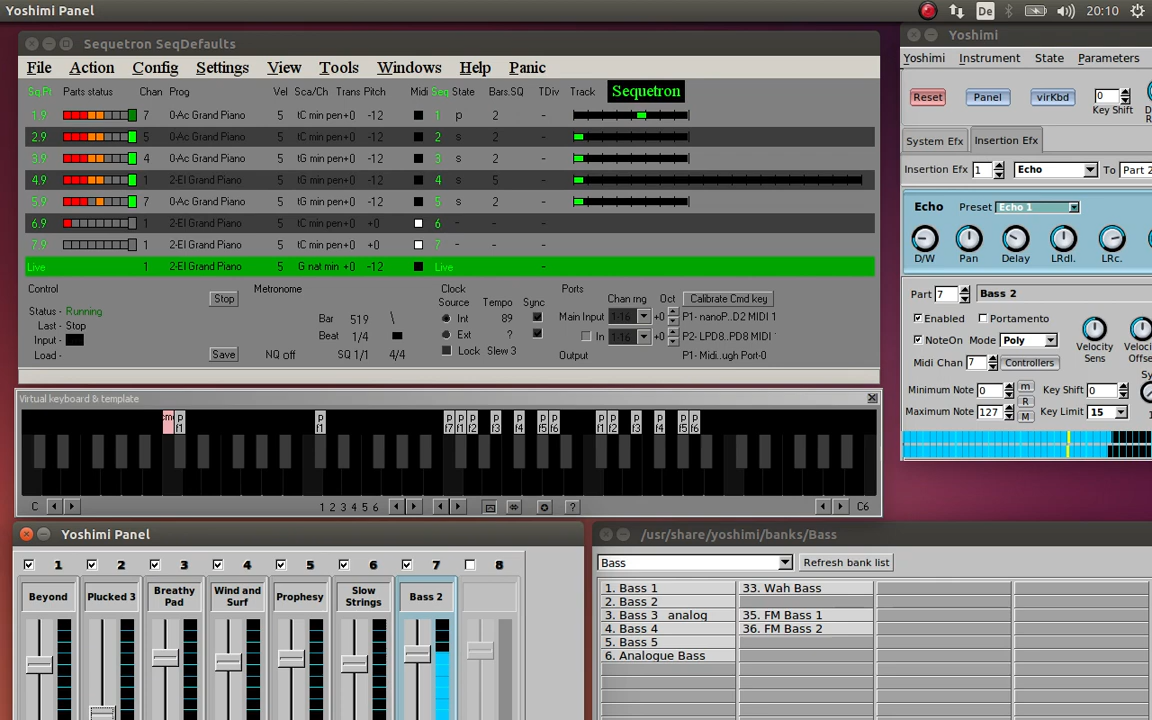 Yoshimi Panel
De
20:10
Sequetron SeqDefaults
File Action Config Settings View Tools Windows Help Panic
Sq.Pt Parts status Chan Prog Vel Sca/Ch Trans Pitch Midi Seq State Bars.SQ TDiv Track Sequetron
1.9 7 0-Ac Grand Piano 5 tC min pen+0 -12 1 p 2 -
2.9 5 0-Ac Grand Piano 5 tC min pen+0 -12 2 s 2 -
3.9 4 0-Ac Grand Piano 5 tC min pen+0 -12 3 s 2 -
4.9 1 2-El Grand Piano 5 tG min pen+0 -12 4 s 5 -
5.9 7 0-Ac Grand Piano 5 tG min pen+0 -12 5 s 2 -
6.9 1 2-El Grand Piano 5 tC min pen+0 +0 6 - -
7.9 1 2-El Grand Piano 5 tC min pen+0 +0 7 - -
Live 1 2-El Grand Piano 5 G nat min +0 -12 Live -
Control
Status - Running
Last - Stop
Input -
Load -
Stop
Save
Metronome
Bar 519 \
Beat 1/4
NQ off SQ 1/1 4/4
Clock
Source Tempo Sync
Int 89
Ext ?
Lock Slew 3
Ports
Chan rng Oct Calibrate Cmd key
Main Input 1-16 +0 P1- nanoP..D2 MIDI 1
In 1-16 +0 P2- LPD8..PD8 MIDI
Output P1- Midi..ugh Port-0
Virtual keyboard & template
p f1
p f1
p f7 p f1 p f2 p f3 p f4 p f5 p f6
p f1 p f2 p f3 p f4 p f5 p f6
C 1 2 3 4 5 6 ? C6
Yoshimi
Yoshimi Instrument State Parameters
Reset Panel virKbd 0
Key Shift
System Efx Insertion Efx
Insertion Efx 1 Echo To Part 2
Echo Preset Echo 1
D/W Pan Delay LRdl. LRc.
Part 7 Bass 2
Enabled Portamento
NoteOn Mode Poly
Midi Chan 7 Controllers
Velocity Sens
Minimum Note 0 m Key Shift 0
R
Maximum Note 127 M Key Limit 15
Yoshimi Panel
1 2 3 4 5 6 7 8
Beyond
Plucked 3
Breathy Pad
Wind and Surf
Prophesy
Slow Strings
Bass 2
/usr/share/yoshimi/banks/Bass
Bass Refresh bank list
1. Bass 1 33. Wah Bass
2. Bass 2
3. Bass 3 analog 35. FM Bass 1
4. Bass 4 36. FM Bass 2
5. Bass 5
6. Analogue Bass